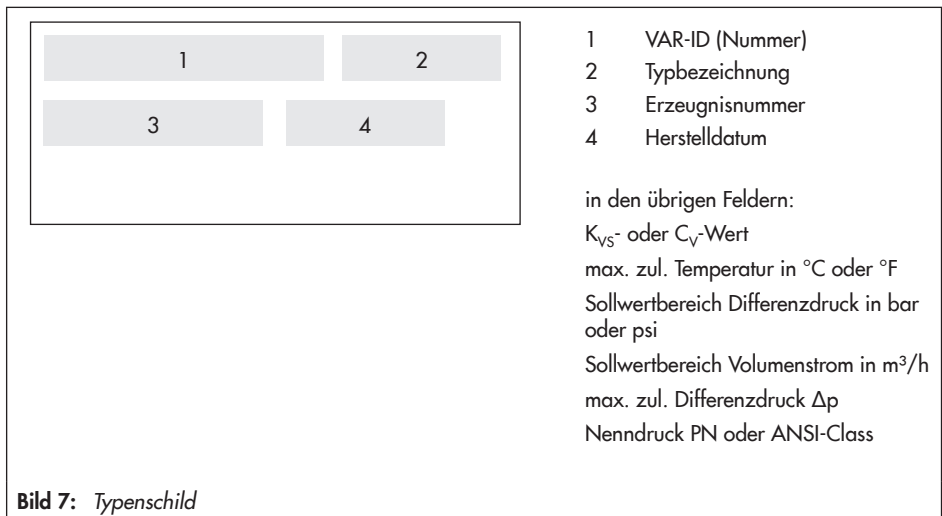 1 2
3 4
1 VAR-ID (Nummer)
2 Typbezeichnung
3 Erzeugnisnummer
4 Herstelldatum
in den übrigen Feldern:
KVS- oder CV-Wert
max. zul. Temperatur in °C oder °F
Sollwertbereich Differenzdruck in bar
oder psi
Sollwertbereich Volumenstrom in m³/h
max. zul. Differenzdruck Δp
Nenndruck PN oder ANSI-Class
Bild 7: Typenschild